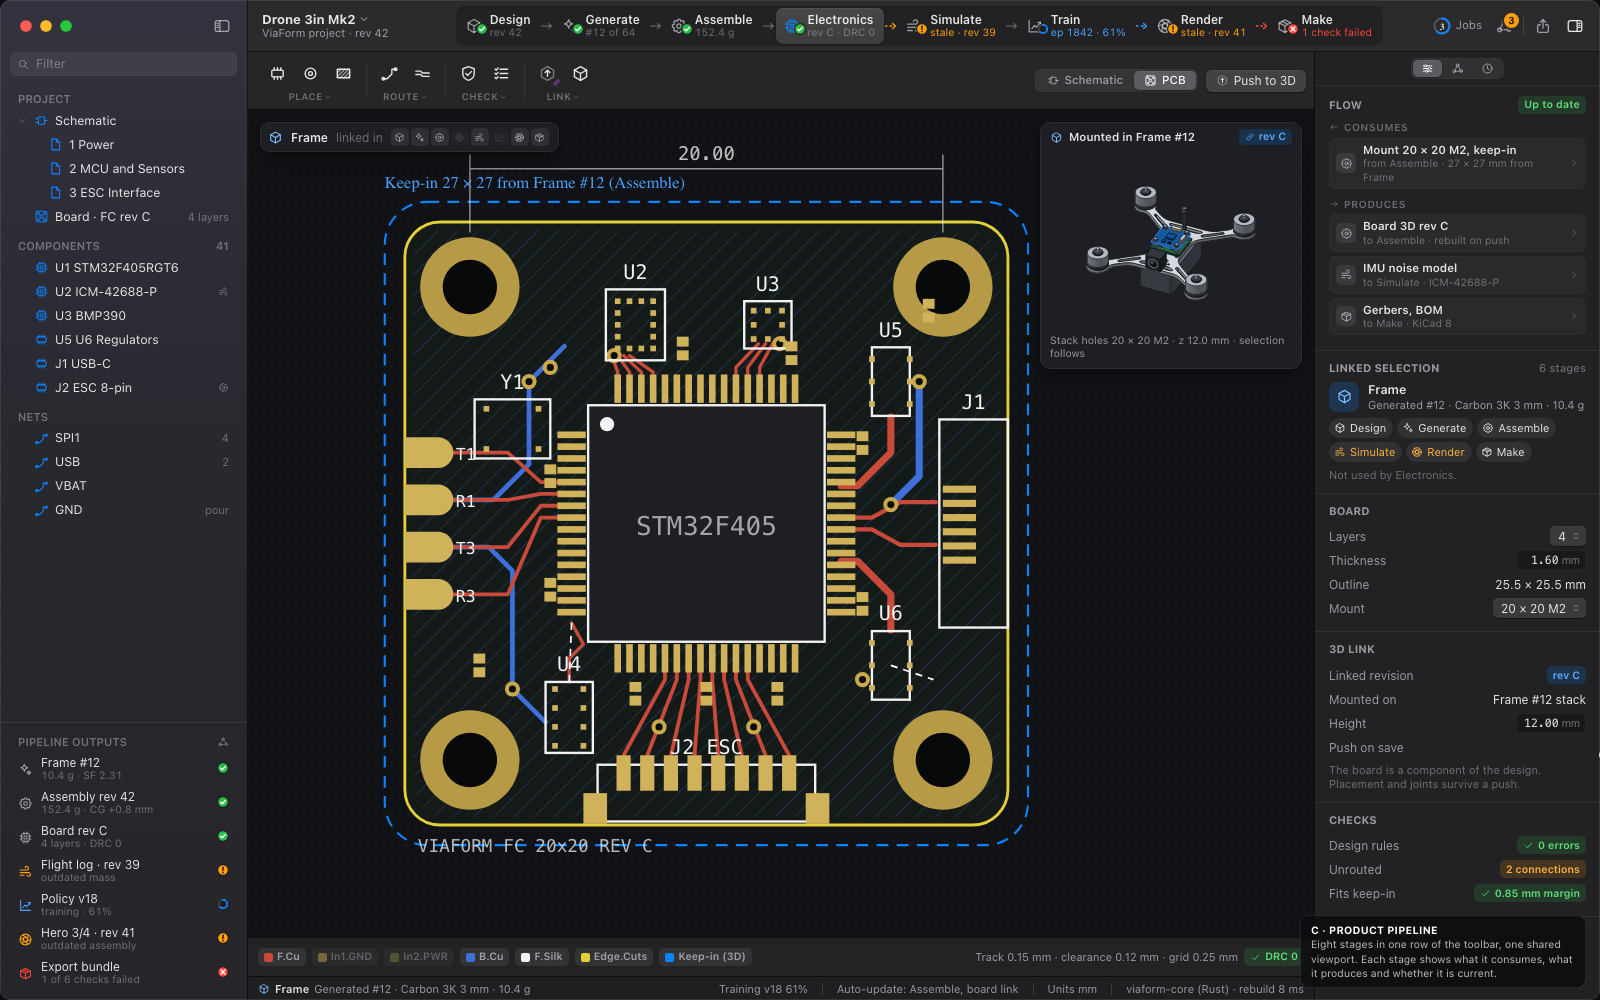 Drone 3in Mk2
ViaForm project · rev 42
Design
rev 42
Generate
#12 of 64
Assemble
152.4 g
Electronics
rev C · DRC 0
Simulate
stale · rev 39
Train
ep 1842 · 61%
Render
stale · rev 41
Make
1 check failed
3 Jobs
3
Filter
PROJECT
Schematic
1 Power
2 MCU and Sensors
3 ESC Interface
Board · FC rev C 4 layers
COMPONENTS 41
U1 STM32F405RGT6
U2 ICM-42688-P
U3 BMP390
U5 U6 Regulators
J1 USB-C
J2 ESC 8-pin
NETS
SPI1 4
USB 2
VBAT
GND pour
PIPELINE OUTPUTS
Frame #12
10.4 g · SF 2.31
Assembly rev 42
152.4 g · CG +0.8 mm
Board rev C
4 layers · DRC 0
Flight log · rev 39
outdated mass
Policy v18
training · 61%
Hero 3/4 · rev 41
outdated assembly
Export bundle
1 of 6 checks failed
PLACE
ROUTE
CHECK
LINK
Schematic
PCB
Push to 3D
Frame linked in
20.00
Keep-in 27 × 27 from Frame #12 (Assemble)
U2
U3
U5
Y1
J1
T1
R1
STM32F405
T3
R3
U6
U4
J2 ESC
VIAFORM FC 20x20 REV C
Mounted in Frame #12 rev C
Stack holes 20 × 20 M2 · z 12.0 mm · selection
follows
FLOW Up to date
← CONSUMES
Mount 20 × 20 M2, keep-in
from Assemble · 27 × 27 mm from
Frame
→ PRODUCES
Board 3D rev C
to Assemble · rebuilt on push
IMU noise model
to Simulate · ICM-42688-P
Gerbers, BOM
to Make · KiCad 8
LINKED SELECTION 6 stages
Frame
Generated #12 · Carbon 3K 3 mm · 10.4 g
Design Generate Assemble
Simulate Render Make
Not used by Electronics.
BOARD
Layers 4
Thickness 1.60 mm
Outline 25.5 × 25.5 mm
Mount 20 × 20 M2
3D LINK
Linked revision rev C
Mounted on Frame #12 stack
Height 12.00 mm
Push on save
The board is a component of the design.
Placement and joints survive a push.
CHECKS
Design rules ✓ 0 errors
Unrouted 2 connections
Fits keep-in ✓ 0.85 mm margin
C · PRODUCT PIPELINE
Eight stages in one row of the toolbar, one shared
viewport. Each stage shows what it consumes, what
it produces and whether it is current.
F.Cu In1.GND In2.PWR B.Cu F.Silk Edge.Cuts Keep-in (3D)
Track 0.15 mm · clearance 0.12 mm · grid 0.25 mm ✓ DRC 0
Frame Generated #12 · Carbon 3K 3 mm · 10.4 g
Training v18 61% Auto-update: Assemble, board link Units mm viaform-core (Rust) · rebuild 8 ms